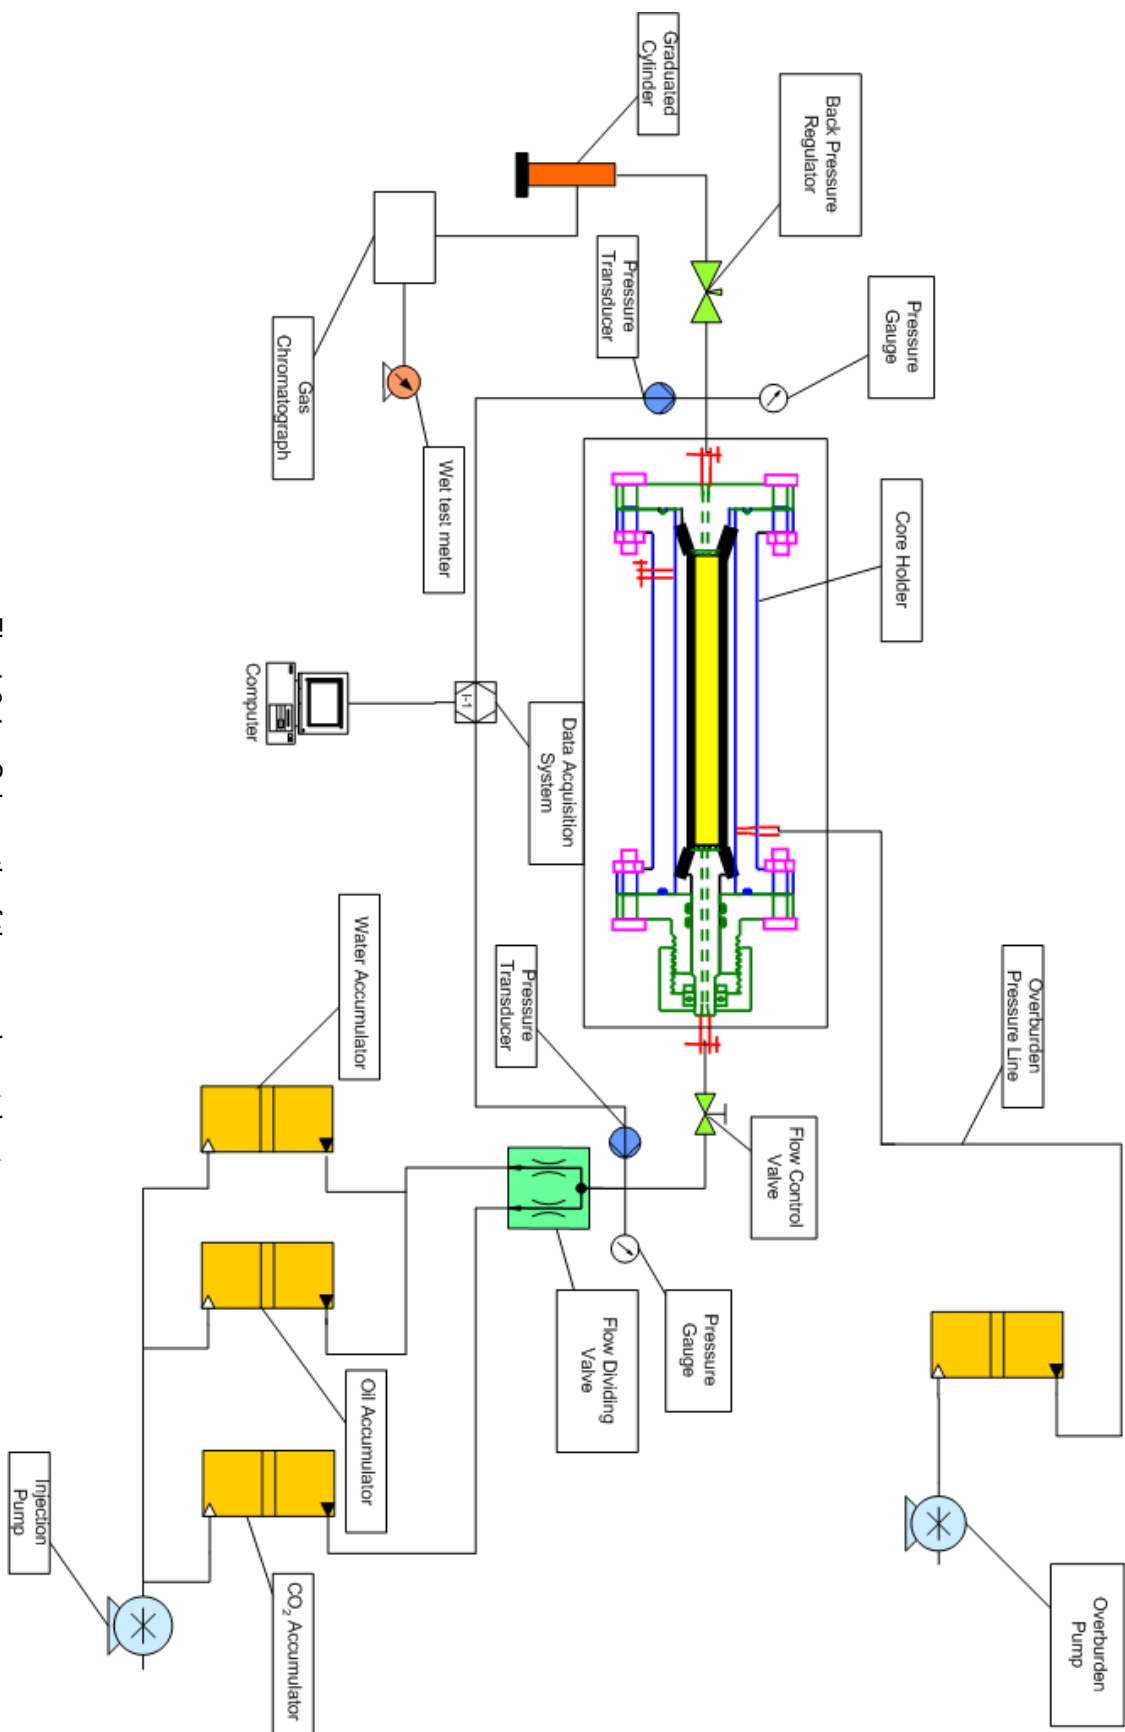 Overburden
Pump
Overburden
Pressure Line
Pressure
Gauge
Core Holder
Back Pressure
Regulator
Flow Control
Valve
Pressure
Gauge
Graduated
Cylinder
Pressure
Transducer
Flow Dividing
Valve
Data Acquisition
System
Pressure
Transducer
I-1
Wet test meter
Oil Accumulator
Water Accumulator
Gas
Chromatograph
CO₂ Accumulator
Computer
Injection
Pump